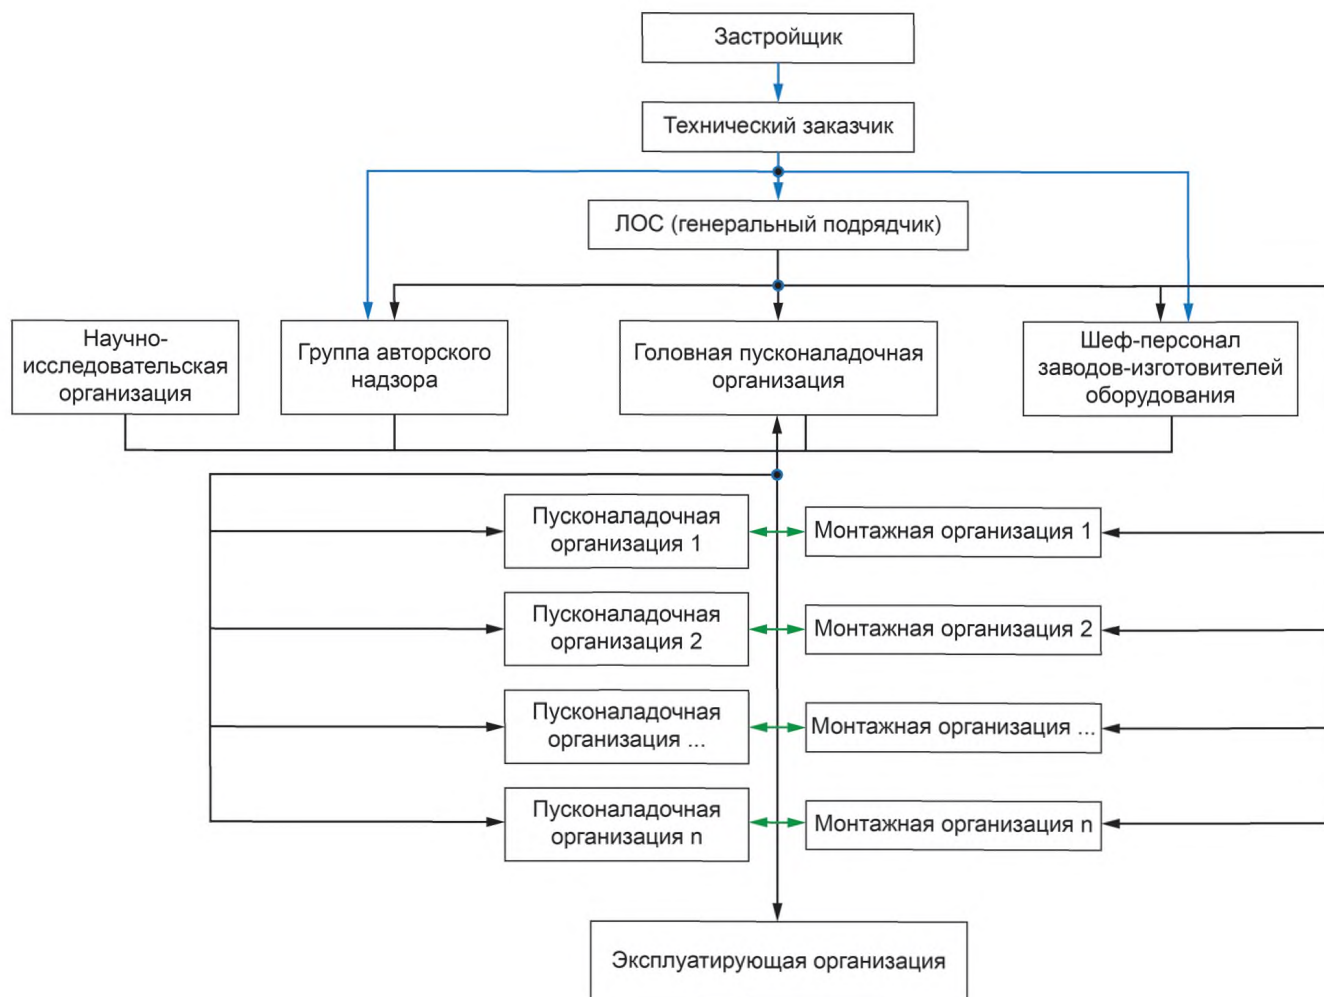 Застройщик
Технический заказчик
ЛОС (генеральный подрядчик)
Научно-
исследовательская
организация
Группа авторского
надзора
Головная пусконаладочная
организация
Шеф-персонал
заводов-изготовителей
оборудования
Пусконаладочная
организация 1
Монтажная организация 1
Пусконаладочная
организация 2
Монтажная организация 2
Пусконаладочная
организация ...
Монтажная организация ...
Пусконаладочная
организация n
Монтажная организация n
Эксплуатирующая организация